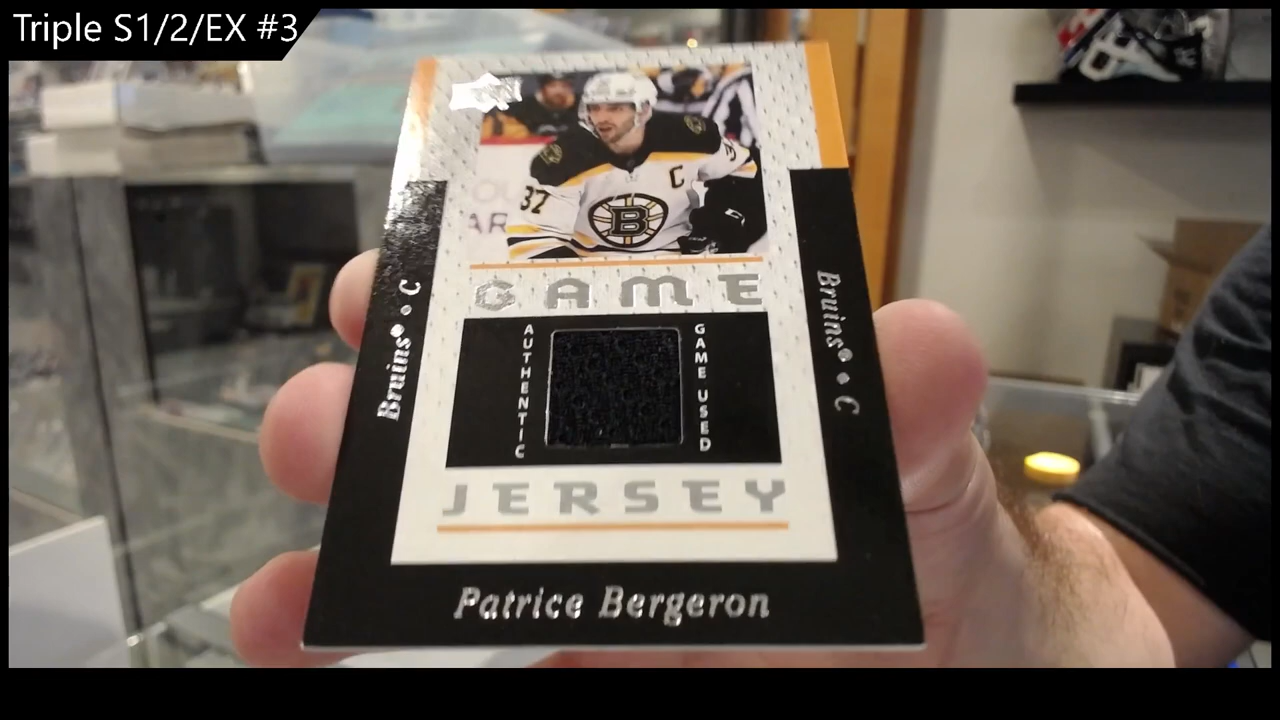 Triple S1/2/EX #3
37
C
B
GAME
AUTHENTIC
GAME USED
JERSEY
Bruins • C
Bruins • C
Patrice Bergeron